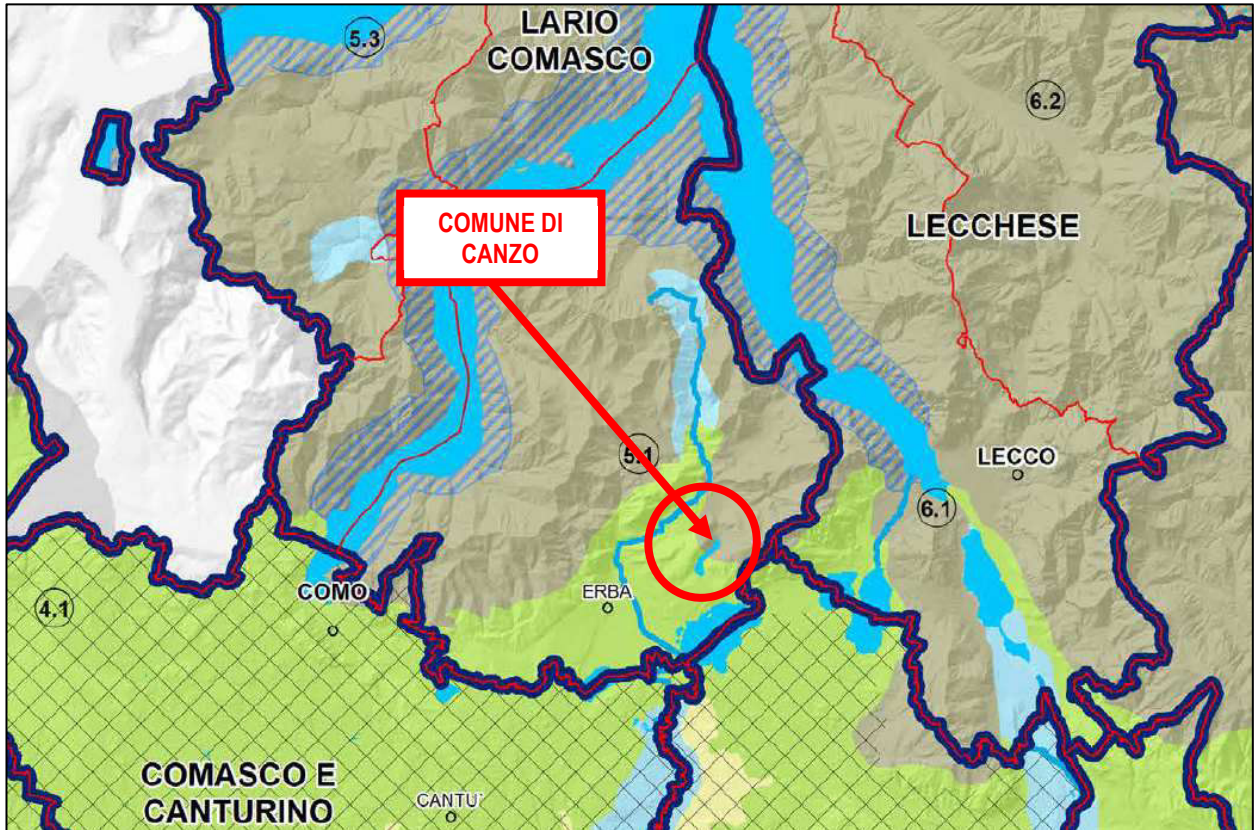 LARIO
COMASCO
5.3
6.2
COMUNE DI
CANZO
LECCHESE
5.1
LECCO
6.1
4.1
COMO
ERBA
COMASCO E
CANTURINO
CANTU'